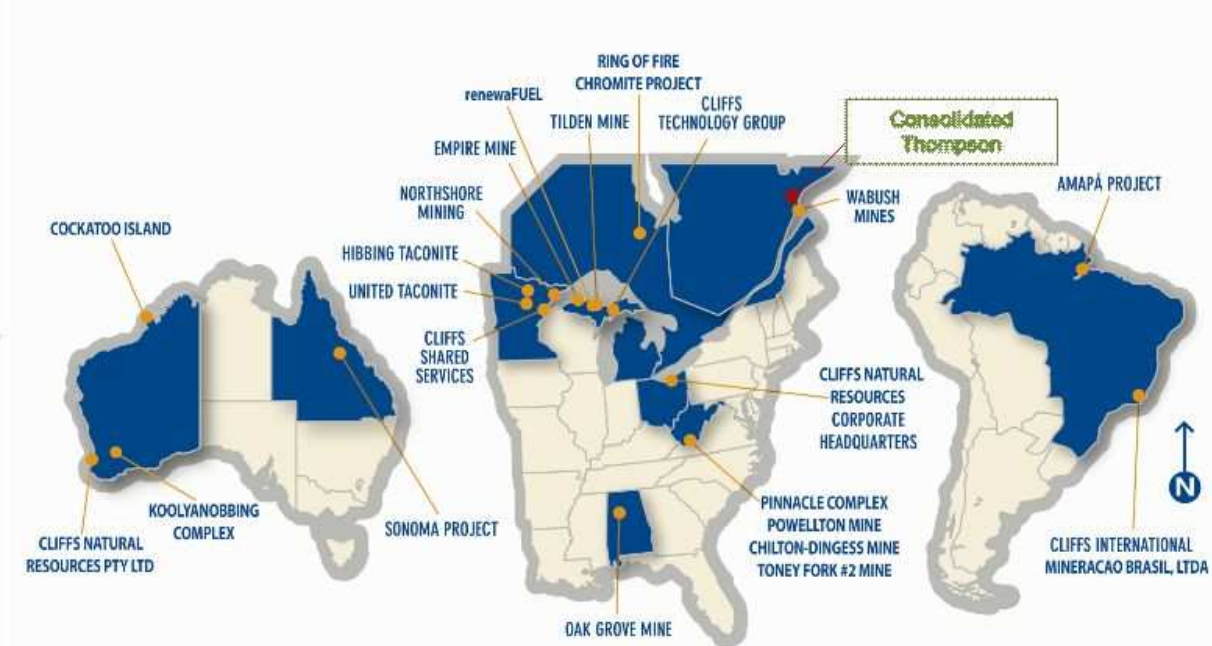 COCKATOO ISLAND
CLIFFS NATURAL
RESOURCES PTY LTD
KOOLYANOBBING
COMPLEX
SONOMA PROJECT
RING OF FIRE
CHROMITE PROJECT
renewaFUEL
CLIFFS
TECHNOLOGY GROUP
TILDEN MINE
EMPIRE MINE
NORTHSHORE
MINING
HIBBING TACONITE
UNITED TACONITE
CLIFFS
SHARED
SERVICES
Consolidated
Thompson
WABUSH
MINES
CLIFFS NATURAL
RESOURCES
CORPORATE
HEADQUARTERS
PINNACLE COMPLEX
POWELLTON MINE
CHILTON-DINGESS MINE
TONEY FORK #2 MINE
OAK GROVE MINE
AMAPÁ PROJECT
N
CLIFFS INTERNATIONAL
MINERACAO BRASIL, LTDA